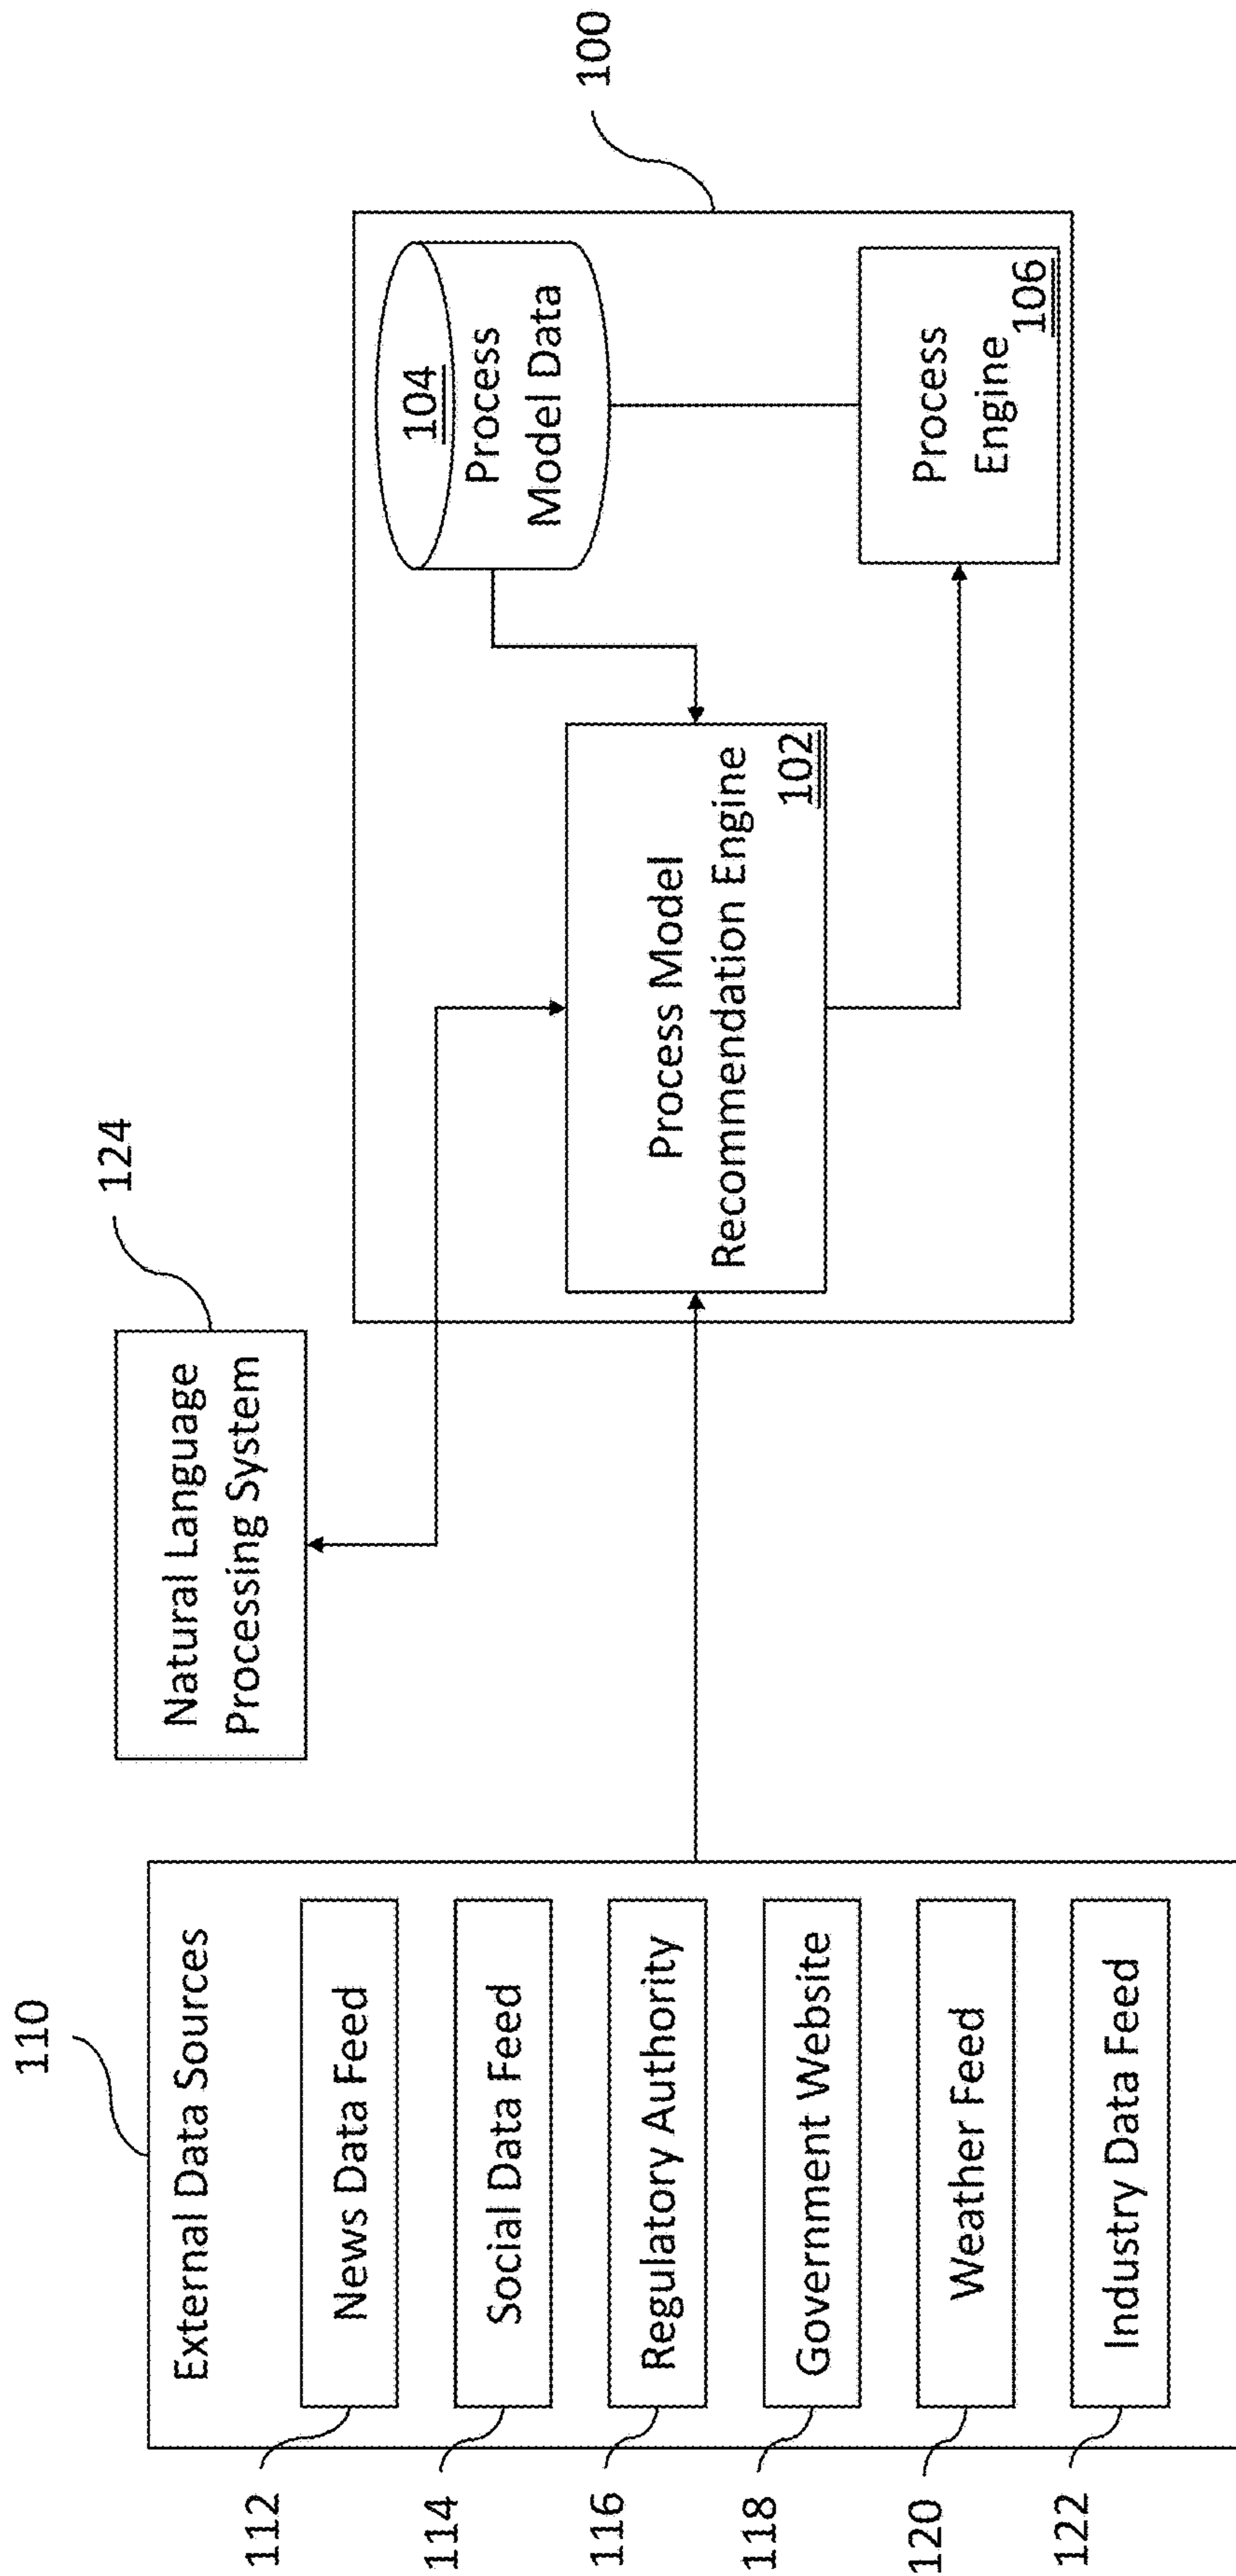 110
External Data Sources
112
News Data Feed
114
Social Data Feed
116
Regulatory Authority
118
Government Website
120
Weather Feed
122
Industry Data Feed
124
Natural Language
Processing System
100
Process Model
Recommendation Engine
102
104
Process
Model Data
Process
Engine
106